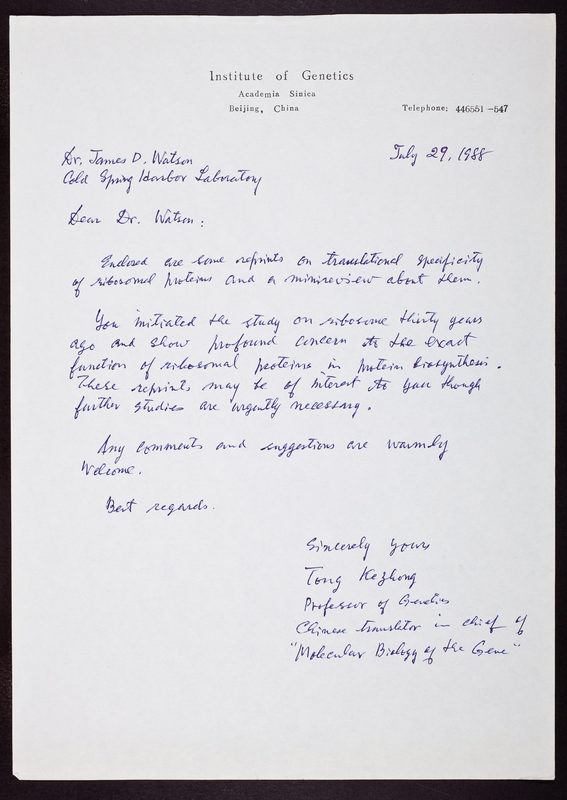 Institute of Genetics
Academia Sinica
Beijing, China
Telephone: 446551-547
July 29, 1988
Dr. James D. Watson
Cold Spring Harbor Laboratory
Dear Dr. Watson:
Enclosed are some reprints on translational specificity
of ribosomal proteins and a minireview about them.
You initiated the study on ribosome thirty years
ago and show profound concern to the exact
function of ribosomal proteins in protein biosynthesis.
These reprints may be of interest to you though
further studies are urgently necessary.
Any comments and suggestions are warmly
Welcome.
Best regards.
Sincerely yours
Tong Kezhong
Professor of Genetics
Chinese translator in chief of
"Molecular Biology of the Gene"